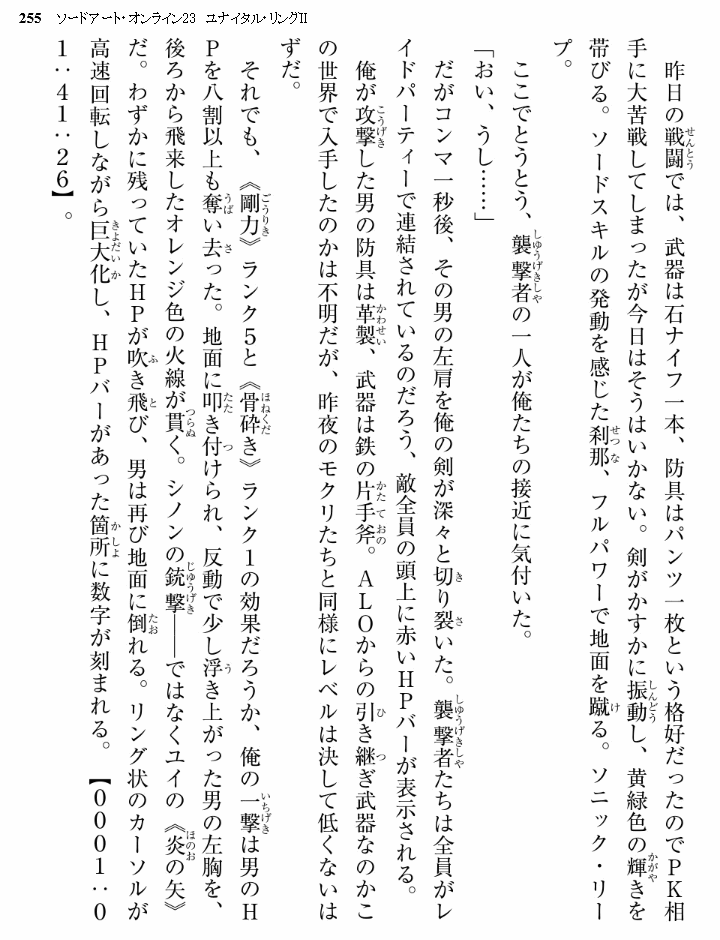 255 ソードアート・オンライン23 ユナイタル・リングⅡ
昨日の戦闘では、武器は石ナイフ一本、防具はパンツ一枚という格好だったのでPK相
手に大苦戦してしまったが今日はそうはいかない。剣がかすかに振動し、黄緑色の輝きを
帯びる。ソードスキルの発動を感じた刹那、フルパワーで地面を蹴る。ソニック・リー
プ。
ここでとうとう、襲撃者の一人が俺たちの接近に気付いた。
「おい、うし……」
だがコンマ一秒後、その男の左肩を俺の剣が深々と切り裂いた。襲撃者たちは全員がレ
イドパーティーで連結されているのだろう、敵全員の頭上に赤いHPバーが表示される。
俺が攻撃した男の防具は革製、武器は鉄の片手斧。ALOからの引き継ぎ武器なのかこ
の世界で入手したのかは不明だが、昨夜のモクリたちと同様にレベルは決して低くないは
ずだ。
それでも、《剛力》ランク5と《骨砕き》ランク1の効果だろうか、俺の一撃は男のH
Pを八割以上も奪い去った。地面に叩き付けられ、反動で少し浮き上がった男の左胸を、
後ろから飛来したオレンジ色の火線が貫く。シノンの銃撃――ではなくユイの《炎の矢》
だ。わずかに残っていたHPが吹き飛び、男は再び地面に倒れる。リング状のカーソルが
高速回転しながら巨大化し、HPバーがあった箇所に数字が刻まれる。【0001：0
1：41：26】。